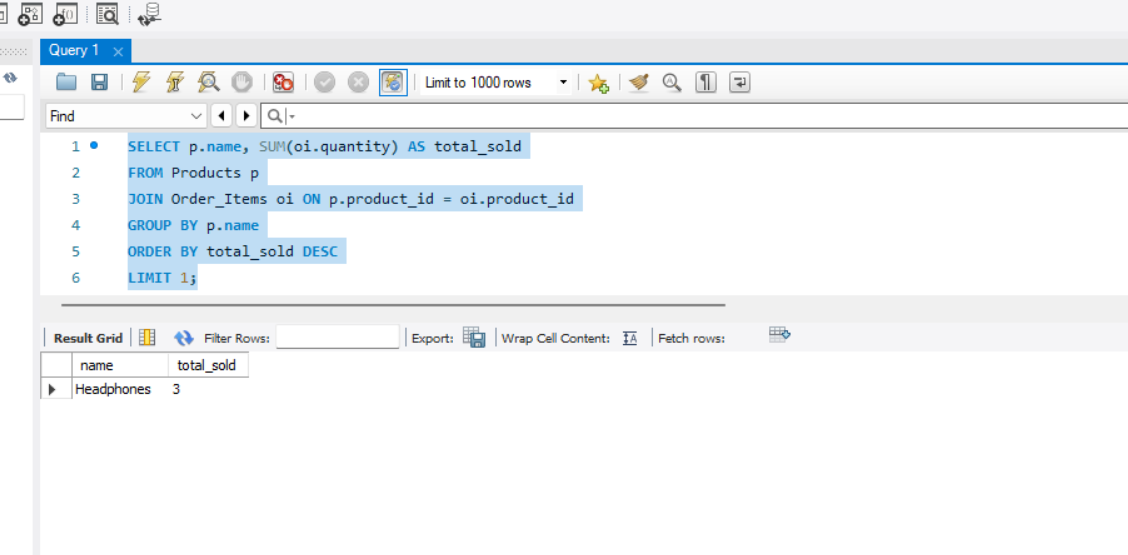 Query 1
Limit to 1000 rows
Find
1 SELECT p.name, SUM(oi.quantity) AS total_sold
2 FROM Products p
3 JOIN Order_Items oi ON p.product_id = oi.product_id
4 GROUP BY p.name
5 ORDER BY total_sold DESC
6 LIMIT 1;
Result Grid Filter Rows: Export: Wrap Cell Content: Fetch rows:
name total_sold
Headphones 3